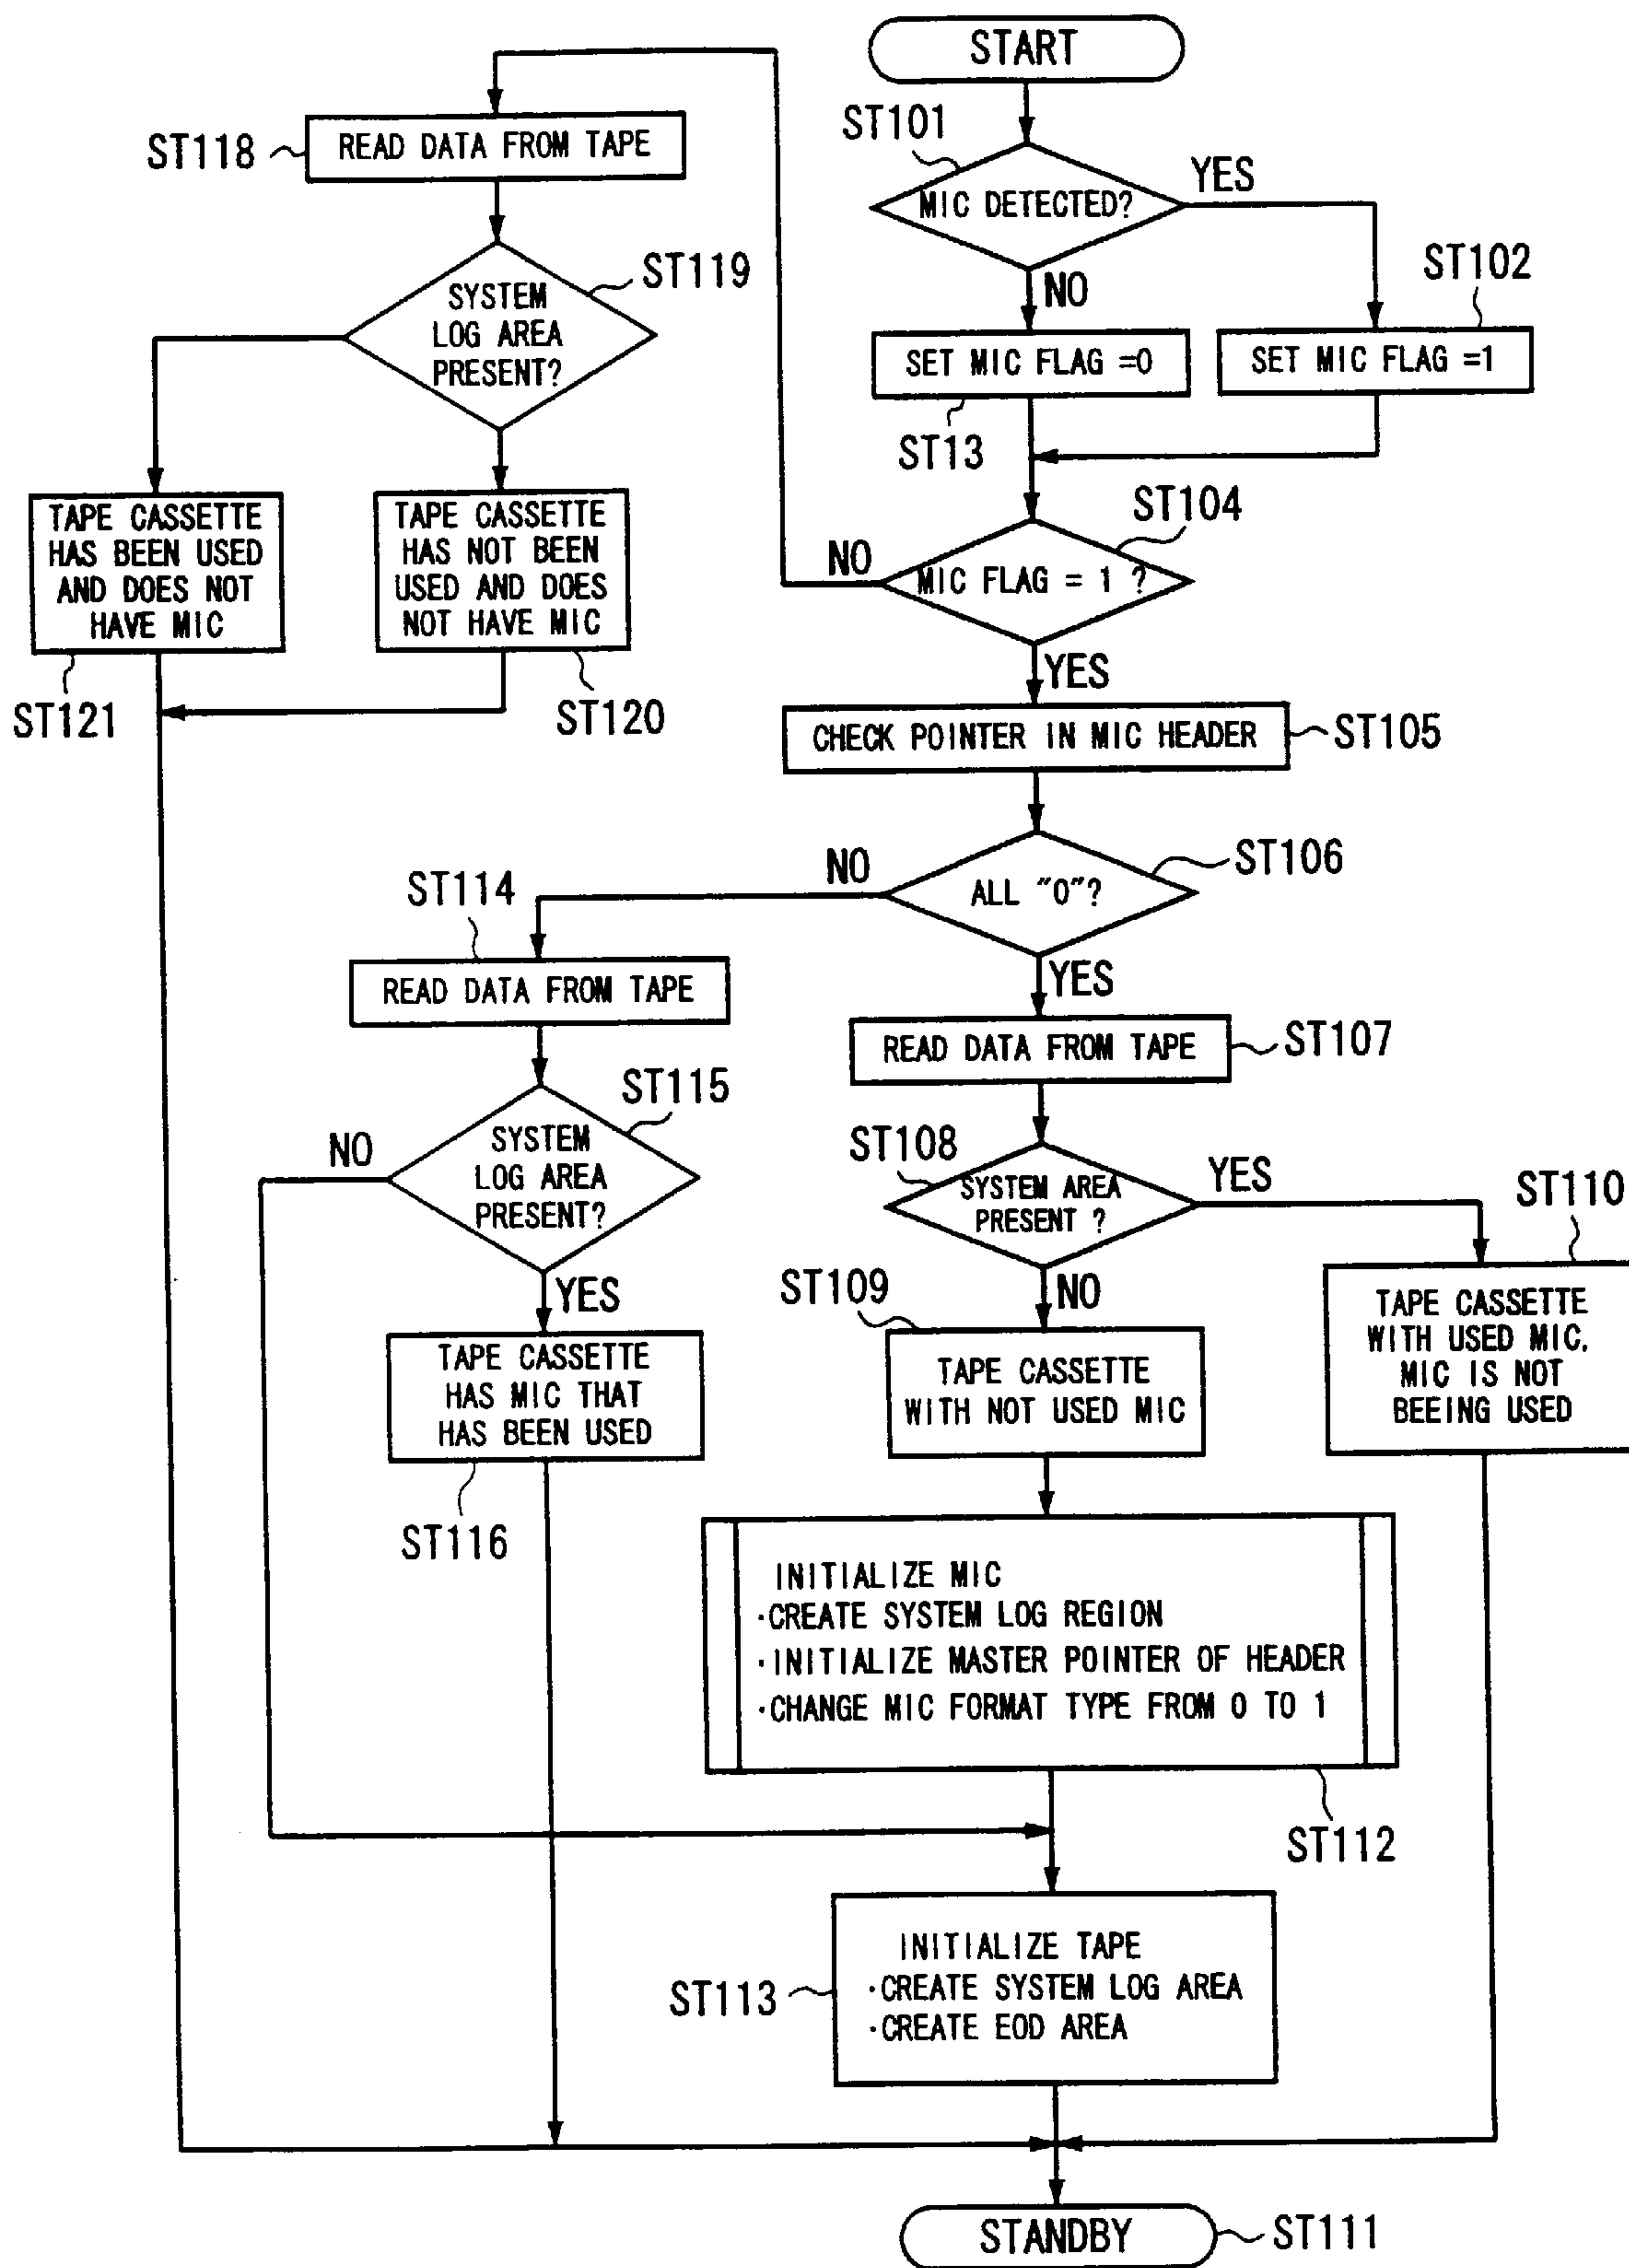 START
ST101
MIC DETECTED?
YES
NO
ST102
SET MIC FLAG =0
SET MIC FLAG =1
ST13
ST118
READ DATA FROM TAPE
ST119
SYSTEM
LOG AREA
PRESENT?
TAPE CASSETTE
HAS BEEN USED
AND DOES NOT
HAVE MIC
TAPE CASSETTE
HAS NOT BEEN
USED AND DOES
NOT HAVE MIC
ST121
ST120
ST104
NO
MIC FLAG = 1 ?
YES
CHECK POINTER IN MIC HEADER
ST105
NO
ALL "0"?
ST106
YES
ST114
READ DATA FROM TAPE
READ DATA FROM TAPE
ST107
ST115
NO
SYSTEM
LOG AREA
PRESENT?
YES
ST108
SYSTEM AREA
PRESENT ?
YES
NO
ST110
ST109
TAPE CASSETTE
HAS MIC THAT
HAS BEEN USED
ST116
TAPE CASSETTE
WITH NOT USED MIC
TAPE CASSETTE
WITH USED MIC.
MIC IS NOT
BEEING USED
INITIALIZE MIC
·CREATE SYSTEM LOG REGION
·INITIALIZE MASTER POINTER OF HEADER
·CHANGE MIC FORMAT TYPE FROM 0 TO 1
ST112
INITIALIZE TAPE
·CREATE SYSTEM LOG AREA
·CREATE EOD AREA
ST113
STANDBY
ST111